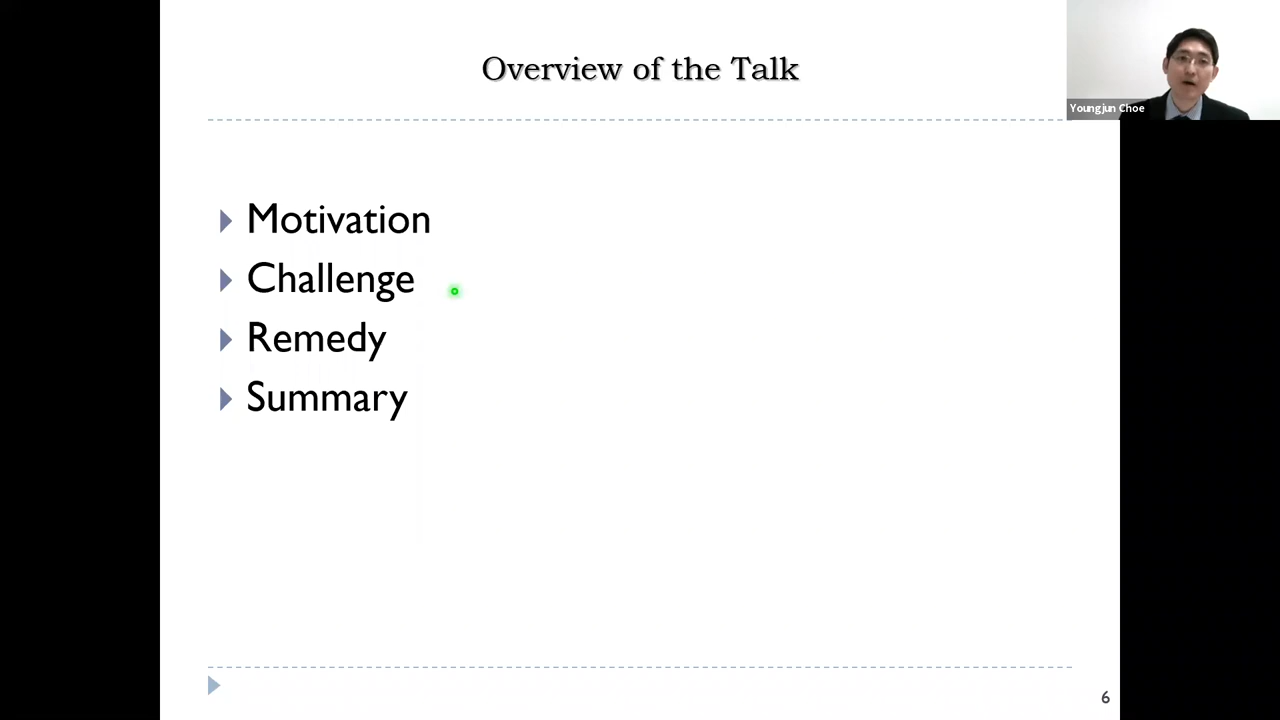 Overview of the Talk
Youngjun Choe
Motivation
Challenge
Remedy
Summary
6